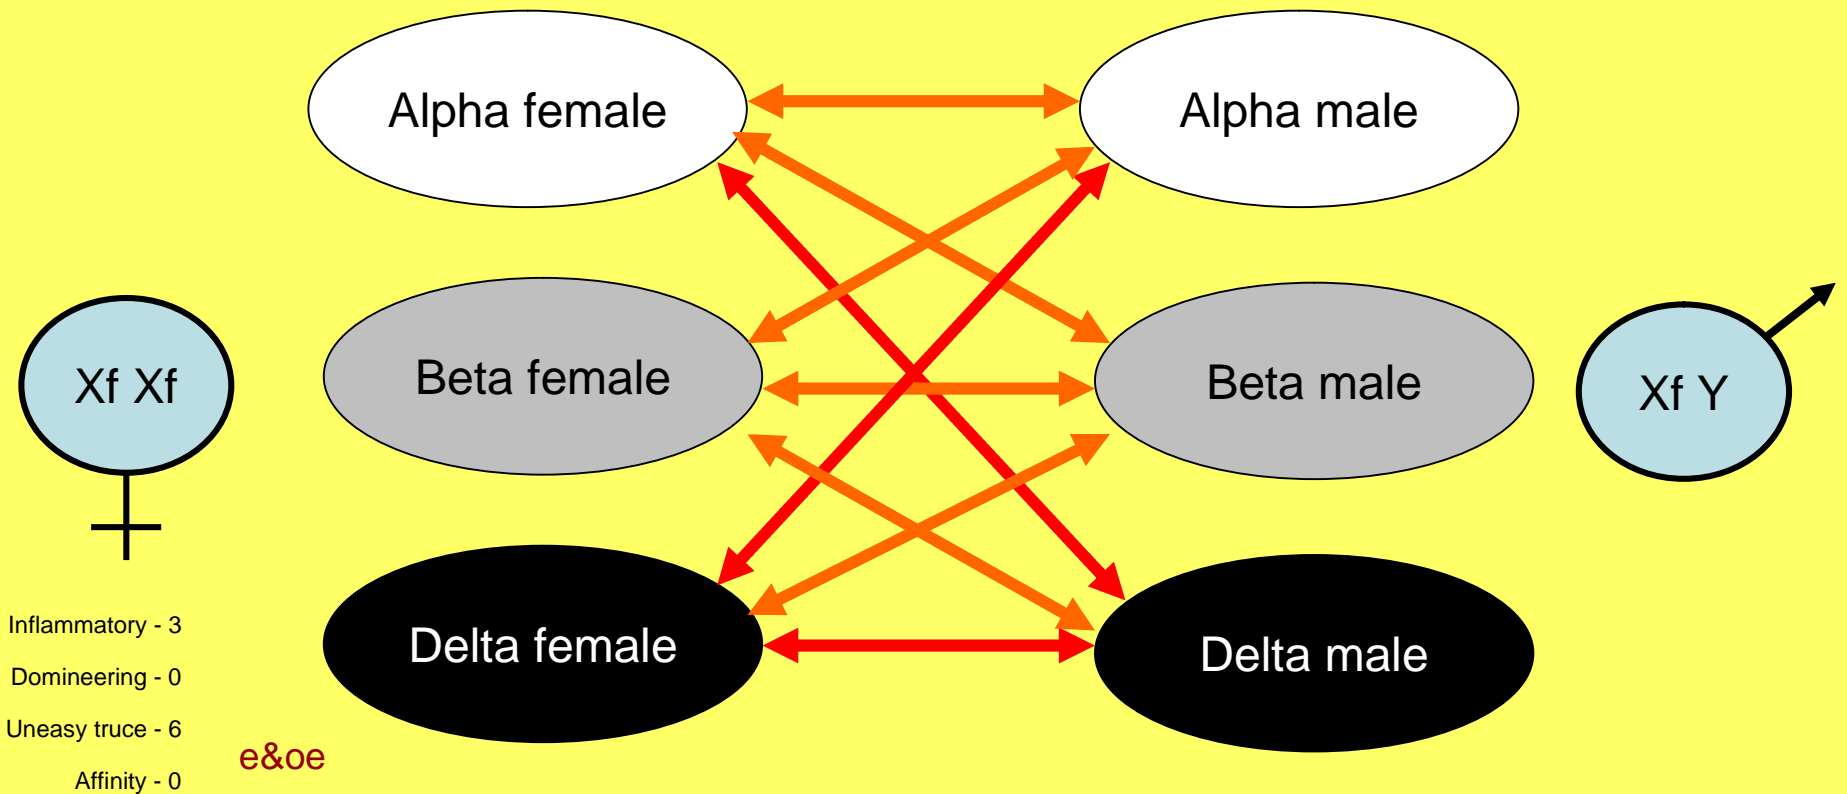 Alpha female
Alpha male
Xf Xf
Beta female
Beta male
Xf Y
Delta female
Delta male
Inflammatory - 3
Domineering - 0
Uneasy truce - 6
Affinity - 0
e&oe